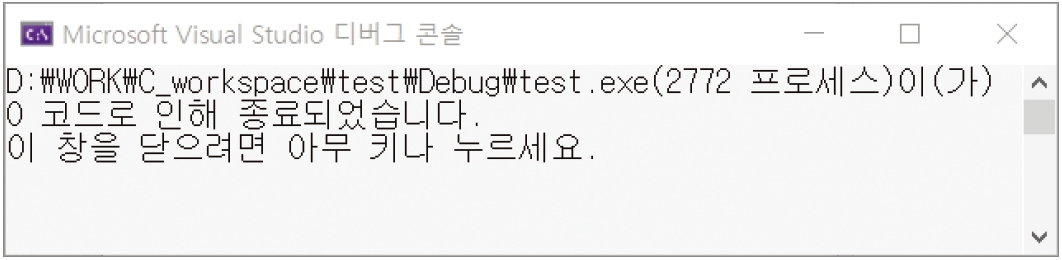 Microsoft Visual Studio 디버그 콘솔
D:₩WORK₩C_workspace₩test₩Debug₩test.exe(2772 프로세스)이(가)
0 코드로 인해 종료되었습니다.
이 창을 닫으려면 아무 키나 누르세요.